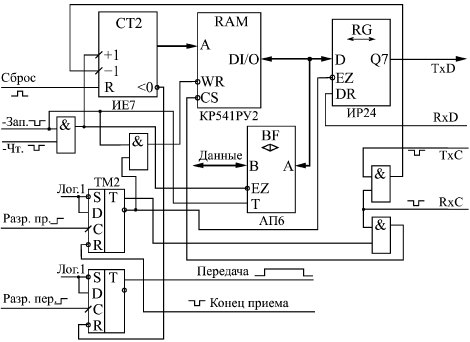 CT2
+1
−1
R
<0
ИЕ7
Сброс
RAM
A
DI/O
WR
CS
КР541РУ2
RG
D
Q7
EZ
DR
ИР24
TxD
RxD
TxC
RxC
-Зап.
-Чт.
&
&
BF
B
A
EZ
T
АП6
Данные
&
&
Лог.1
ТМ2
S
T
D
C
R
Разр. пр.
Лог.1
S
T
D
C
R
Разр. пер.
Передача
Конец приема